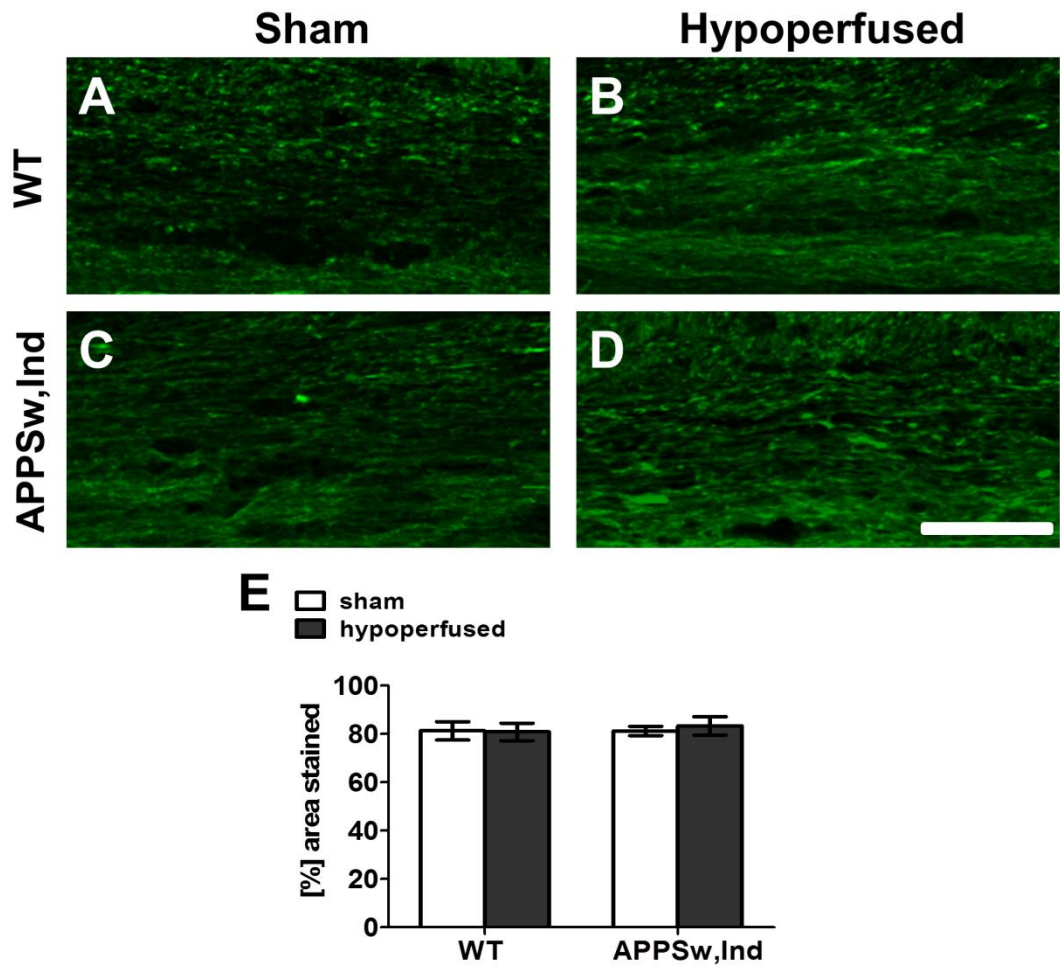 Sham Hypoperfused
WT
A B
APPSw,Ind
C D
E
sham
hypoperfused
[%] area stained
100
80
60
40
20
0
WT APPSw,Ind